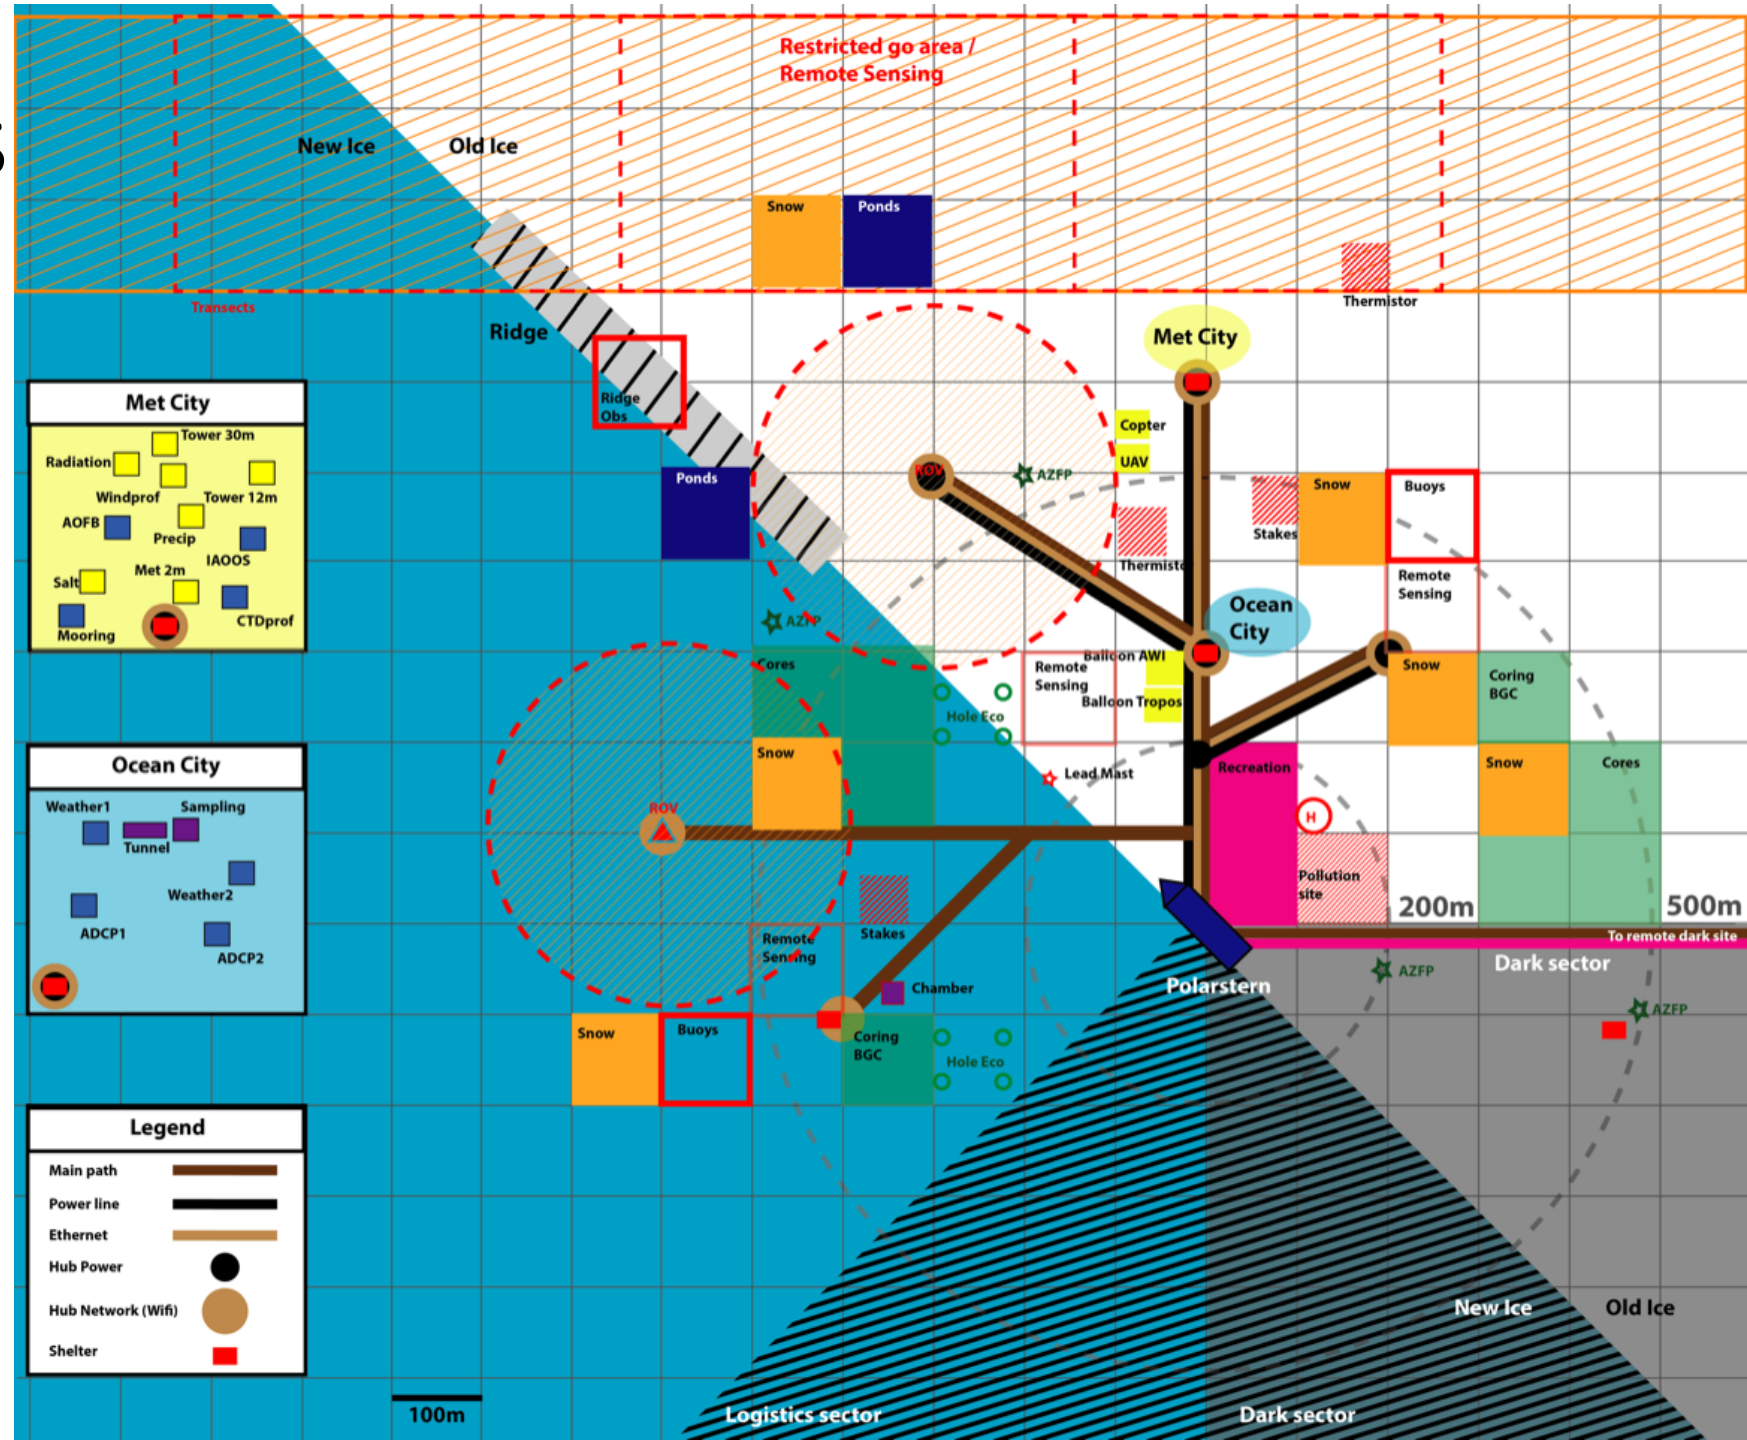 Restricted go area /
Remote Sensing
New Ice
Old Ice
Snow
Ponds
Transects
Thermistor
Ridge
Met City
Ridge
Obs
Copter
UAV
ROV
AZFP
Ponds
Snow
Buoys
Stakes
Thermisto
Remote
Sensing
Ocean
City
AZFP
Cores
Balloon AWI
Remote
Sensing
Balloon Tropos
Hole Eco
Snow
Coring
BGC
Snow
Lead Mast
Recreation
Snow
Cores
ROV
H
Pollution
site
200m
500m
Stakes
Remote
Sensing
To remote dark site
Dark sector
AZFP
AZFP
Polarstern
Chamber
Snow
Buoys
Coring
BGC
Hole Eco
New Ice
Old Ice
Logistics sector
Dark sector
100m
Met City
Tower 30m
Radiation
Windprof
Tower 12m
AOFB
Precip
IAOOS
Met 2m
Salt
CTDprof
Mooring
Ocean City
Weather1
Sampling
Tunnel
Weather2
ADCP1
ADCP2
Legend
Main path
Power line
Ethernet
Hub Power
Hub Network (Wifi)
Shelter